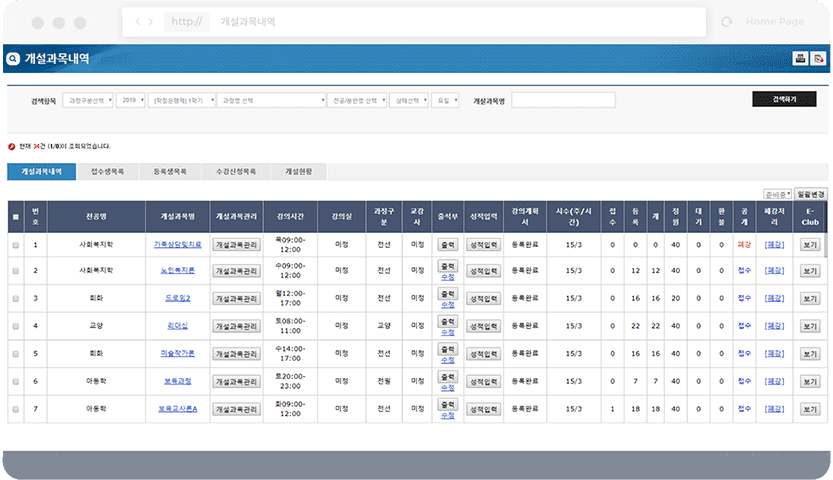 http:// 개설과목내역 Home Page
개설과목내역
검색항목 과정구분선택 2019 [학점은행제] 1학기 과정명 선택 전공/분반명 선택 상태선택 요일 개설과목명 검색하기
현재 34건 (1/0)이 조회되었습니다.
개설과목내역 접수생목록 등록생목록 수강신청목록 개설현황
준비중 일괄변경
번호 전공명 개설과목명 개설과목관리 강의시간 강의실 과정구분 교강사 출석부 성적입력 강의계획서 시수(주/시간) 접수 등록 개 정원 대기 환불 공개 폐강처리 E-Club
1 사회복지학 가족상담및치료 개설과목관리 목09:00-12:00 미정 전선 미정 출력 성적입력 등록완료 15/3 0 0 0 40 0 0 폐강 [폐강] 보기
2 사회복지학 노인복지론 개설과목관리 수09:00-12:00 미정 전선 미정 출력 수정 성적입력 등록완료 15/3 0 12 12 40 0 0 접수 [폐강] 보기
3 회화 드로잉2 개설과목관리 월12:00-17:00 미정 전선 미정 출력 수정 성적입력 등록완료 15/3 0 16 16 20 0 0 접수 [폐강] 보기
4 교양 리더십 개설과목관리 토08:00-11:00 미정 교양 미정 출력 수정 성적입력 등록완료 15/3 0 22 22 40 0 0 접수 [폐강] 보기
5 회화 미술작가론 개설과목관리 수14:00-17:00 미정 전선 미정 출력 수정 성적입력 등록완료 15/3 0 16 16 40 0 0 접수 [폐강] 보기
6 아동학 보육과정 개설과목관리 토20:00-23:00 미정 전필 미정 출력 수정 성적입력 등록완료 15/3 0 7 7 40 0 0 접수 [폐강] 보기
7 아동학 보육교사론A 개설과목관리 화09:00-12:00 미정 전선 미정 출력 수정 성적입력 등록완료 15/3 1 18 18 40 0 0 접수 [폐강] 보기